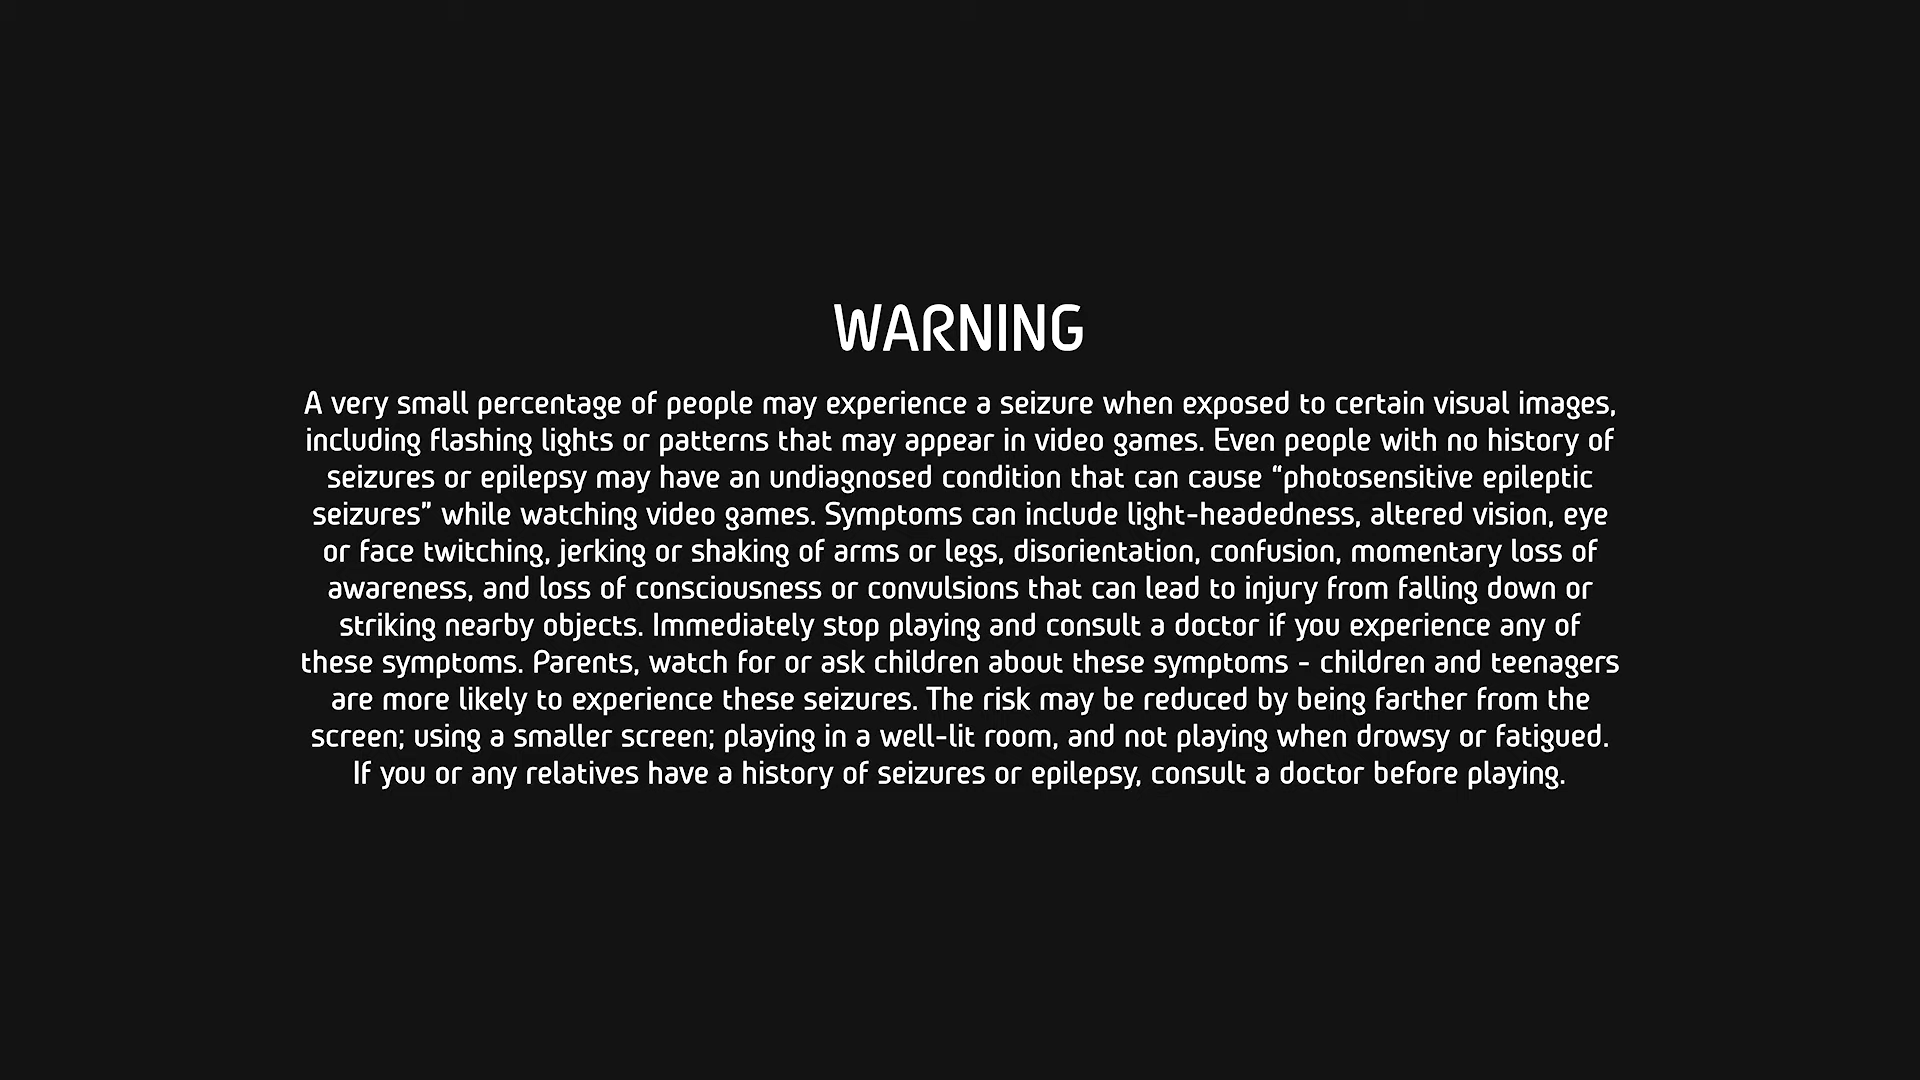 WARNING
A very small percentage of people may experience a seizure when exposed to certain visual images,
including flashing lights or patterns that may appear in video games. Even people with no history of
seizures or epilepsy may have an undiagnosed condition that can cause “photosensitive epileptic
seizures” while watching video games. Symptoms can include light-headedness, altered vision, eye
or face twitching, jerking or shaking of arms or legs, disorientation, confusion, momentary loss of
awareness, and loss of consciousness or convulsions that can lead to injury from falling down or
striking nearby objects. Immediately stop playing and consult a doctor if you experience any of
these symptoms. Parents, watch for or ask children about these symptoms - children and teenagers
are more likely to experience these seizures. The risk may be reduced by being farther from the
screen; using a smaller screen; playing in a well-lit room, and not playing when drowsy or fatigued.
If you or any relatives have a history of seizures or epilepsy, consult a doctor before playing.